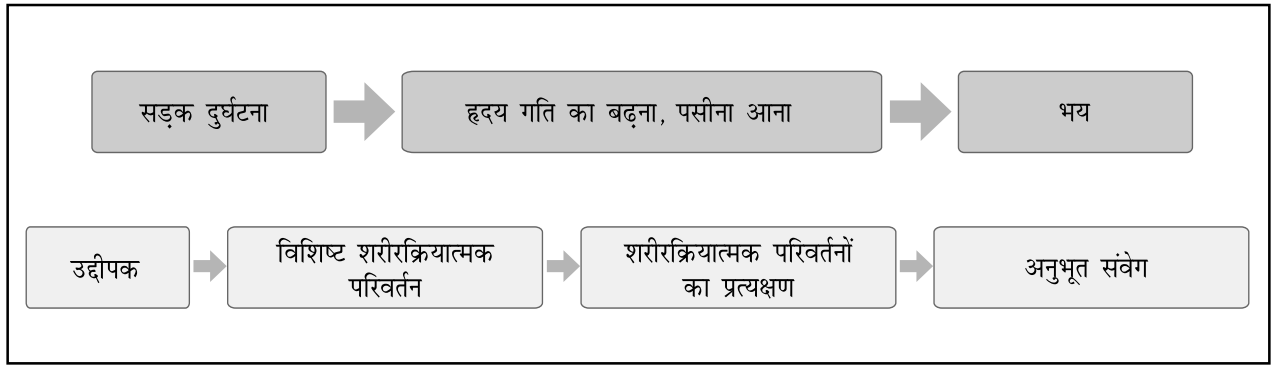 सड़क दुर्घटना
हृदय गति का बढ़ना, पसीना आना
भय
उद्दीपक
विशिष्ट शरीरक्रियात्मक
परिवर्तन
शरीरक्रियात्मक परिवर्तनों
का प्रत्यक्षण
अनुभूत संवेग